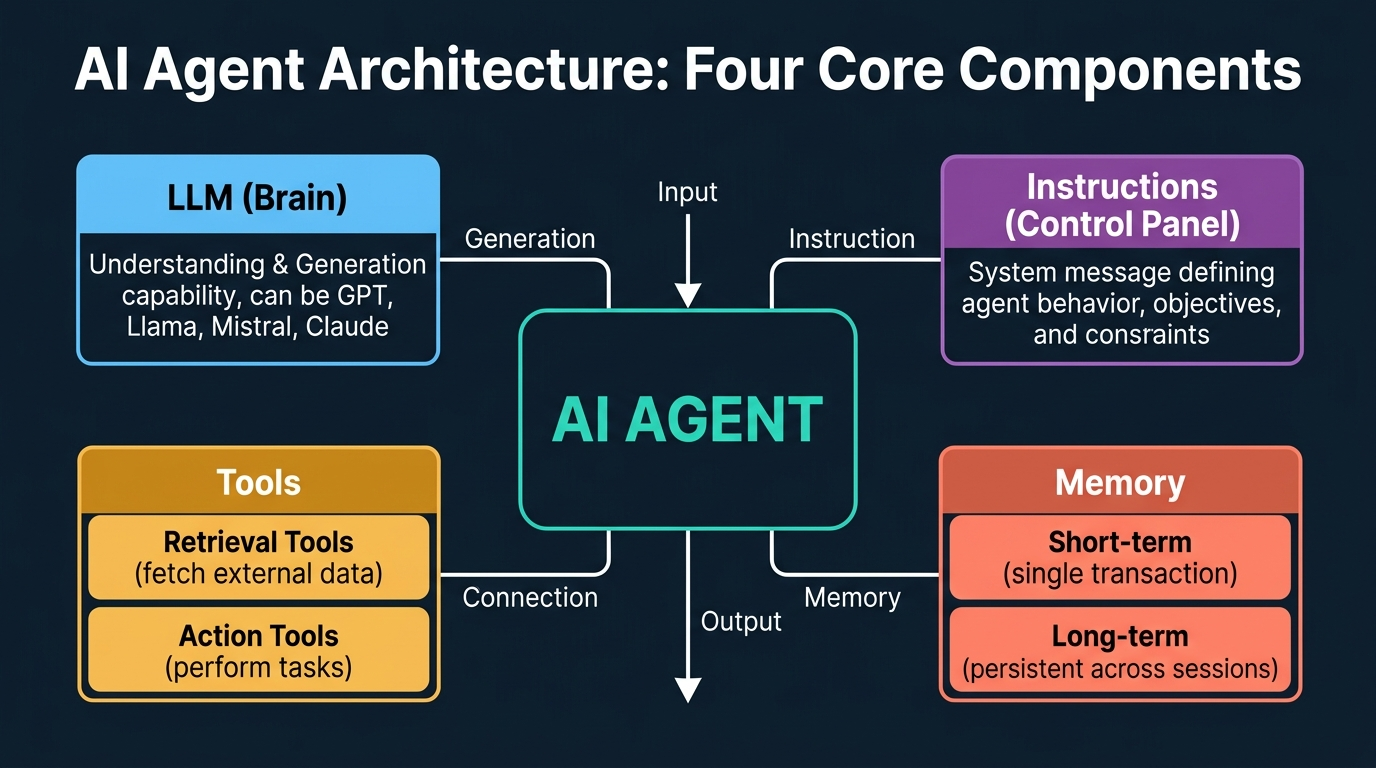 AI Agent Architecture: Four Core Components
LLM (Brain)
Understanding & Generation
capability, can be GPT,
Llama, Mistral, Claude
Generation
Input
Instruction
Instructions
(Control Panel)
System message defining
agent behavior, objectives,
and consraints
AI AGENT
Tools
Retrieval Tools
(fetch external data)
Action Tools
(perform tasks)
Connection
Output
Memory
Memory
Short-term
(single transaction)
Long-term
(persistent across sessions)